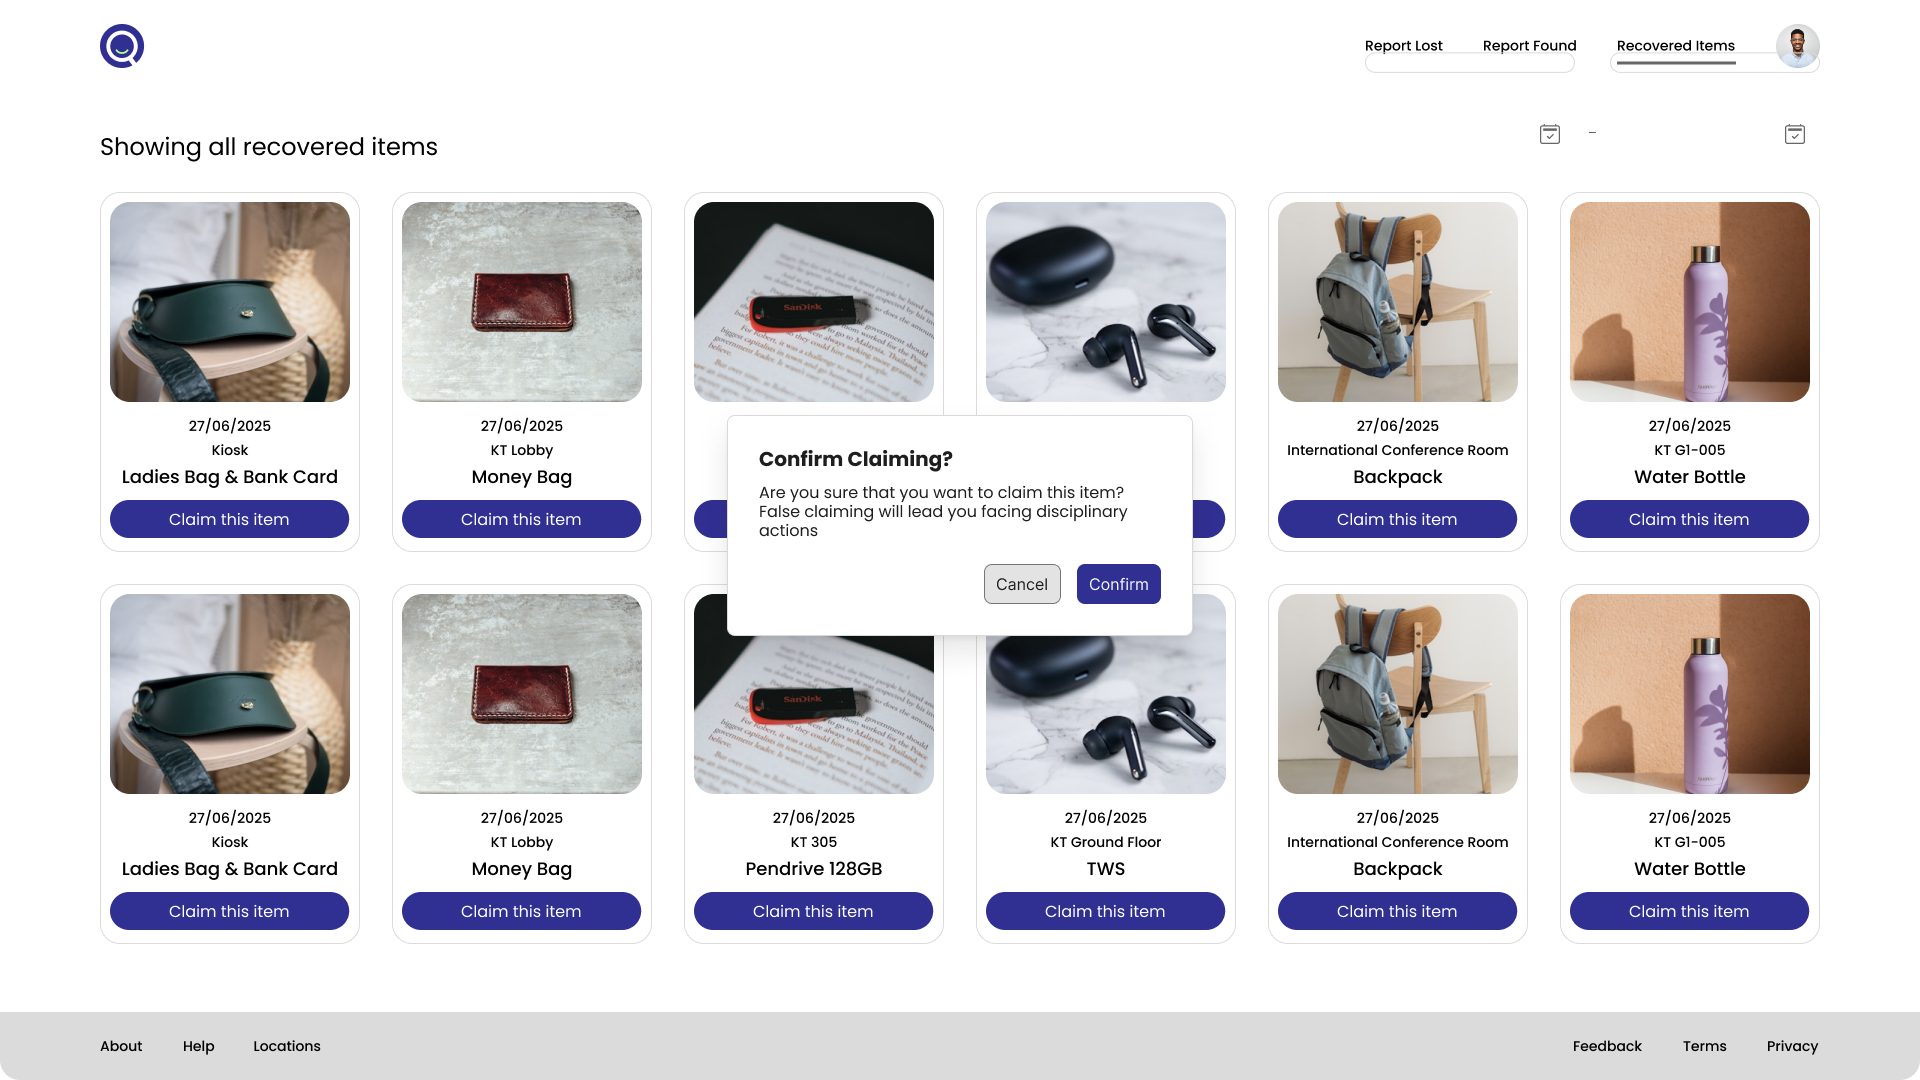 Report Lost
Report Found
Recovered Items
Showing all recovered items
–
SanDisk
27/06/2025
Kiosk
Ladies Bag & Bank Card
Claim this item
27/06/2025
KT Lobby
Money Bag
Claim this item
27/06/2025
International Conference Room
Backpack
Claim this item
27/06/2025
KT G1-005
Water Bottle
Claim this item
Confirm Claiming?
Are you sure that you want to claim this item?
False claiming will lead you facing disciplinary
actions
Cancel
Confirm
SanDisk
27/06/2025
Kiosk
Ladies Bag & Bank Card
Claim this item
27/06/2025
KT Lobby
Money Bag
Claim this item
27/06/2025
KT 305
Pendrive 128GB
Claim this item
27/06/2025
KT Ground Floor
TWS
Claim this item
27/06/2025
International Conference Room
Backpack
Claim this item
27/06/2025
KT G1-005
Water Bottle
Claim this item
About
Help
Locations
Feedback
Terms
Privacy